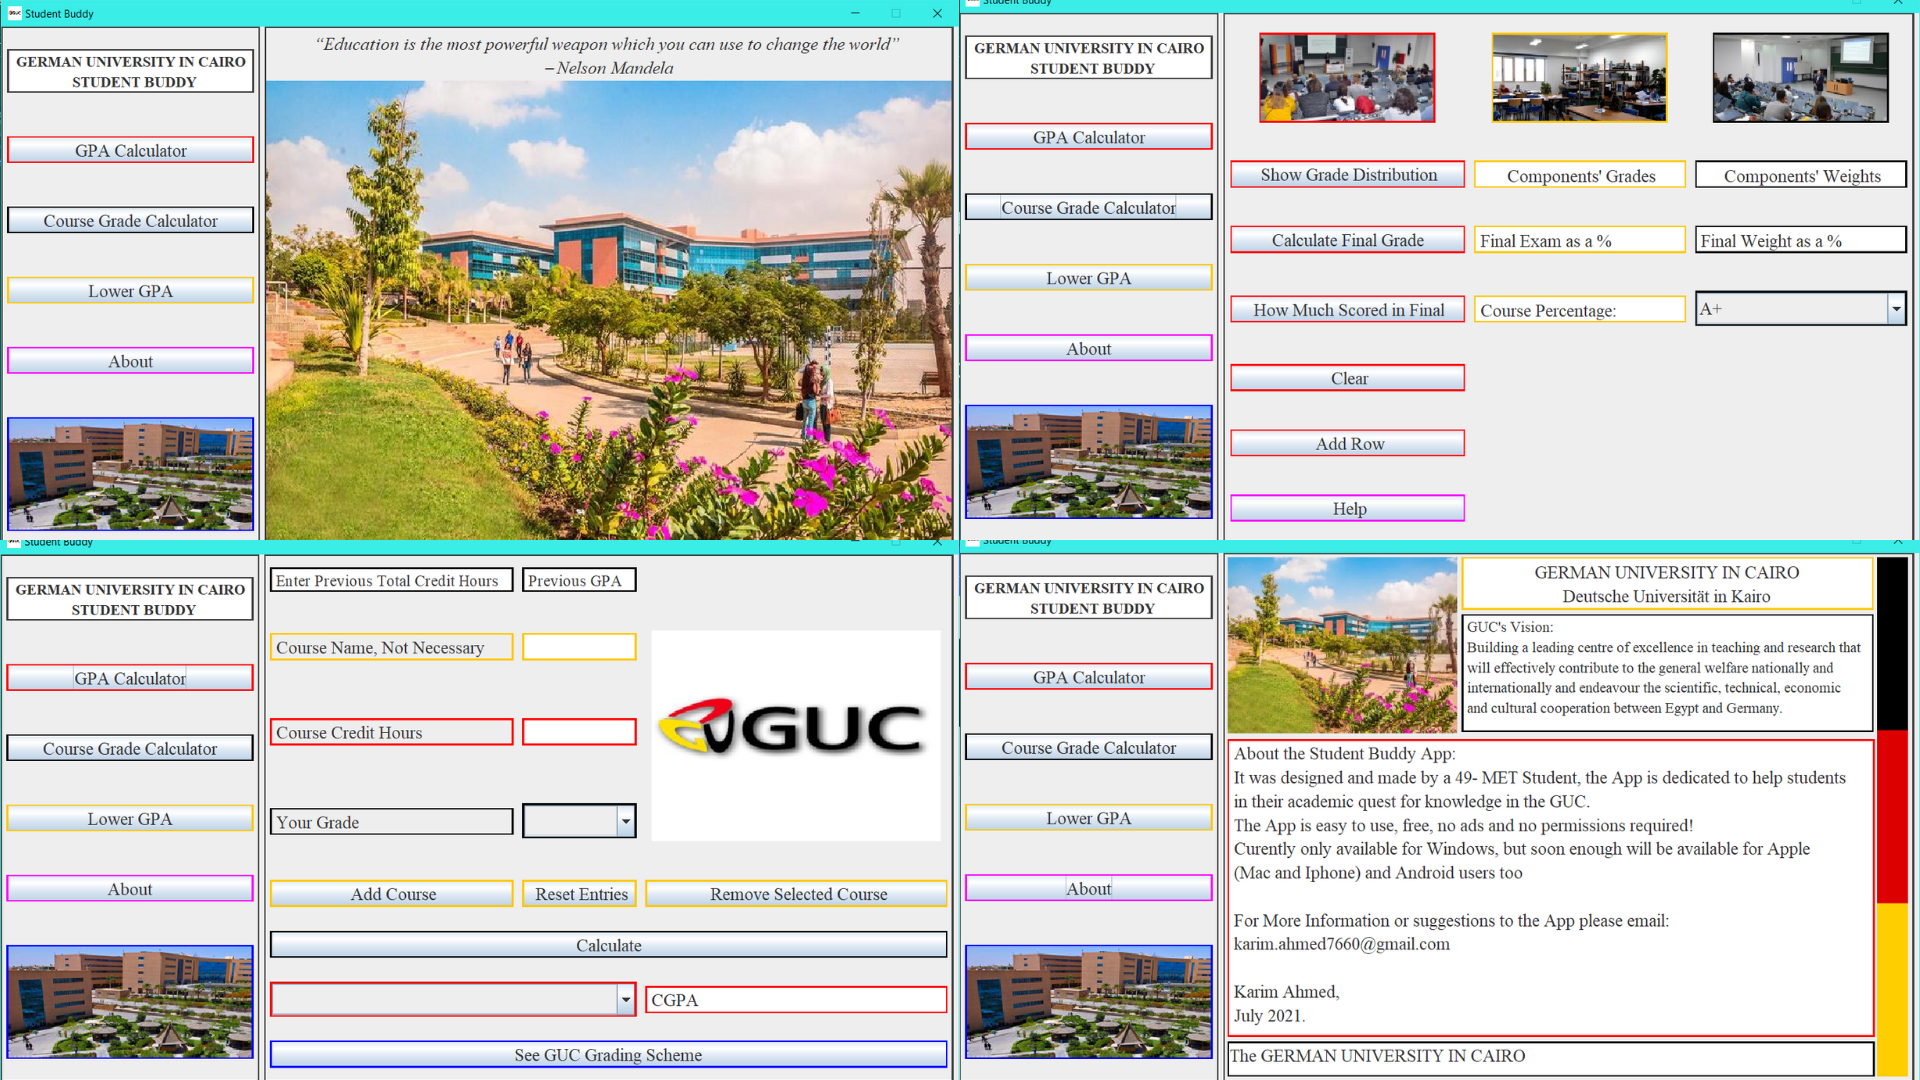 Student Buddy
GERMAN UNIVERSITY IN CAIRO
STUDENT BUDDY
GPA Calculator
Course Grade Calculator
Lower GPA
About
“Education is the most powerful weapon which you can use to change the world”
–Nelson Mandela
Student Buddy
GERMAN UNIVERSITY IN CAIRO
STUDENT BUDDY
GPA Calculator
Course Grade Calculator
Lower GPA
About
Show Grade Distribution
Components' Grades
Components' Weights
Calculate Final Grade
Final Exam as a %
Final Weight as a %
How Much Scored in Final
Course Percentage:
A+
Clear
Add Row
Help
Student Buddy
GERMAN UNIVERSITY IN CAIRO
STUDENT BUDDY
GPA Calculator
Course Grade Calculator
Lower GPA
About
Enter Previous Total Credit Hours
Previous GPA
Course Name, Not Necessary
Course Credit Hours
Your Grade
GUC
Add Course
Reset Entries
Remove Selected Course
Calculate
CGPA
See GUC Grading Scheme
Student Buddy
GERMAN UNIVERSITY IN CAIRO
STUDENT BUDDY
GPA Calculator
Course Grade Calculator
Lower GPA
About
GERMAN UNIVERSITY IN CAIRO
Deutsche Universität in Kairo
GUC's Vision:
Building a leading centre of excellence in teaching and research that
will effectively contribute to the general welfare nationally and
internationally and endeavour the scientific, technical, economic
and cultural cooperation between Egypt and Germany.
About the Student Buddy App:
It was designed and made by a 49- MET Student, the App is dedicated to help students
in their academic quest for knowledge in the GUC.
The App is easy to use, free, no ads and no permissions required!
Curently only available for Windows, but soon enough will be available for Apple
(Mac and Iphone) and Android users too
For More Information or suggestions to the App please email:
karim.ahmed7660@gmail.com
Karim Ahmed,
July 2021.
The GERMAN UNIVERSITY IN CAIRO